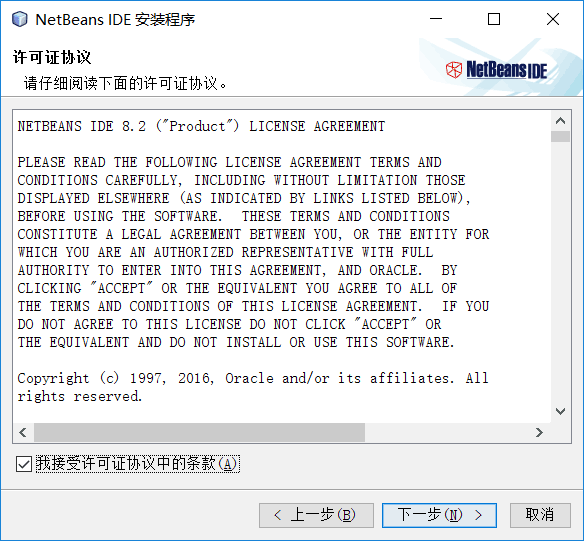 NetBeans IDE 安装程序
许可证协议
请仔细阅读下面的许可证协议。
NetBeans IDE
NETBEANS IDE 8.2 ("Product") LICENSE AGREEMENT
PLEASE READ THE FOLLOWING LICENSE AGREEMENT TERMS AND
CONDITIONS CAREFULLY, INCLUDING WITHOUT LIMITATION THOSE
DISPLAYED ELSEWHERE (AS INDICATED BY LINKS LISTED BELOW),
BEFORE USING THE SOFTWARE.  THESE TERMS AND CONDITIONS
CONSTITUTE A LEGAL AGREEMENT BETWEEN YOU, OR THE ENTITY FOR
WHICH YOU ARE AN AUTHORIZED REPRESENTATIVE WITH FULL
AUTHORITY TO ENTER INTO THIS AGREEMENT, AND ORACLE.  BY
CLICKING "ACCEPT" OR THE EQUIVALENT YOU AGREE TO ALL OF
THE TERMS AND CONDITIONS OF THIS LICENSE AGREEMENT.  IF YOU
DO NOT AGREE TO THIS LICENSE DO NOT CLICK "ACCEPT" OR
THE EQUIVALENT AND DO NOT INSTALL OR USE THIS SOFTWARE.
Copyright (c) 1997, 2016, Oracle and/or its affiliates. All
rights reserved.
我接受许可证协议中的条款(A)
< 上一步(B)
下一步(N) >
取消